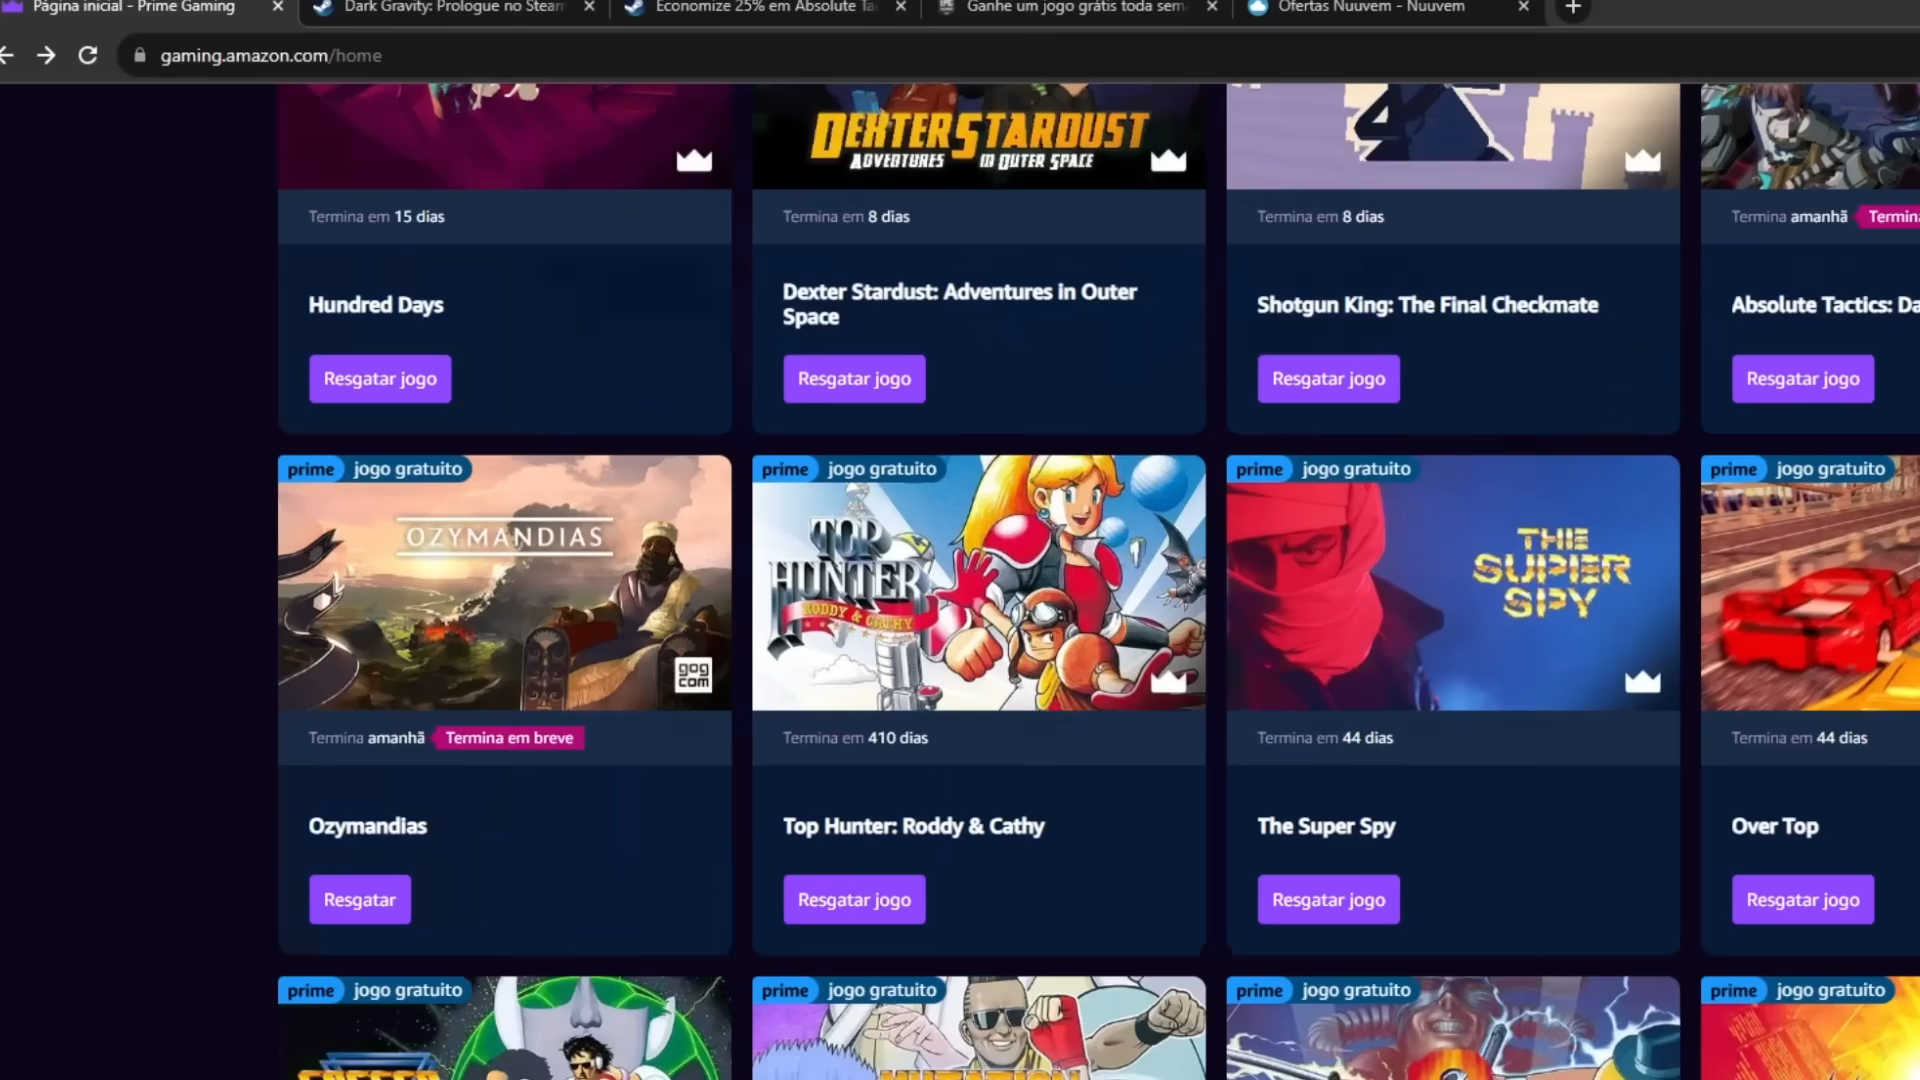 Página inicial - Prime Gaming
Dark Gravity: Prologue no Steam
Economize 25% em Absolute Ta
Ganhe um jogo grátis toda sem
Ofertas Nuuvem - Nuuvem
gaming.amazon.com/home
DEXTER STARDUST
ADVENTURES IN OUTER SPACE
Termina em 15 dias
Termina em 8 dias
Termina em 8 dias
Termina amanhã
Termin
Hundred Days
Dexter Stardust: Adventures in Outer
Space
Shotgun King: The Final Checkmate
Absolute Tactics: Da
Resgatar jogo
Resgatar jogo
Resgatar jogo
Resgatar jogo
prime jogo gratuito
prime jogo gratuito
prime jogo gratuito
prime jogo gratuito
OZYMANDIAS
gog
com
TOP
HUNTER
RODDY & CATHY
THE
SUPER
SPY
Termina amanhã
Termina em breve
Termina em 410 dias
Termina em 44 dias
Termina em 44 dias
Ozymandias
Top Hunter: Roddy & Cathy
The Super Spy
Over Top
Resgatar
Resgatar jogo
Resgatar jogo
Resgatar jogo
prime jogo gratuito
prime jogo gratuito
prime jogo gratuito
prime jogo gratuito
SOCCER
MUTATION